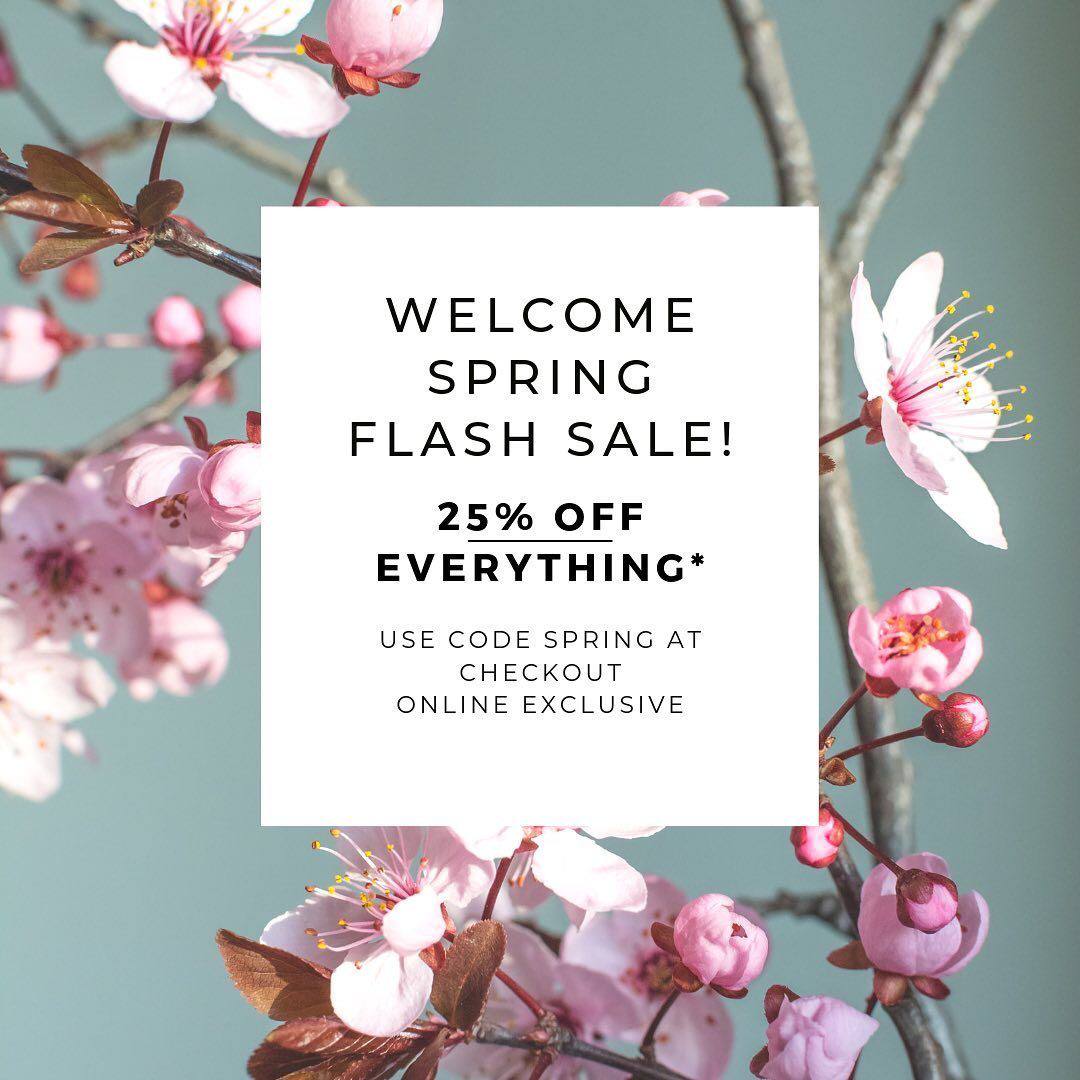 WELCOME
SPRING
FLASH SALE!
25% OFF
EVERYTHING*
USE CODE SPRING AT
CHECKOUT
ONLINE EXCLUSIVE